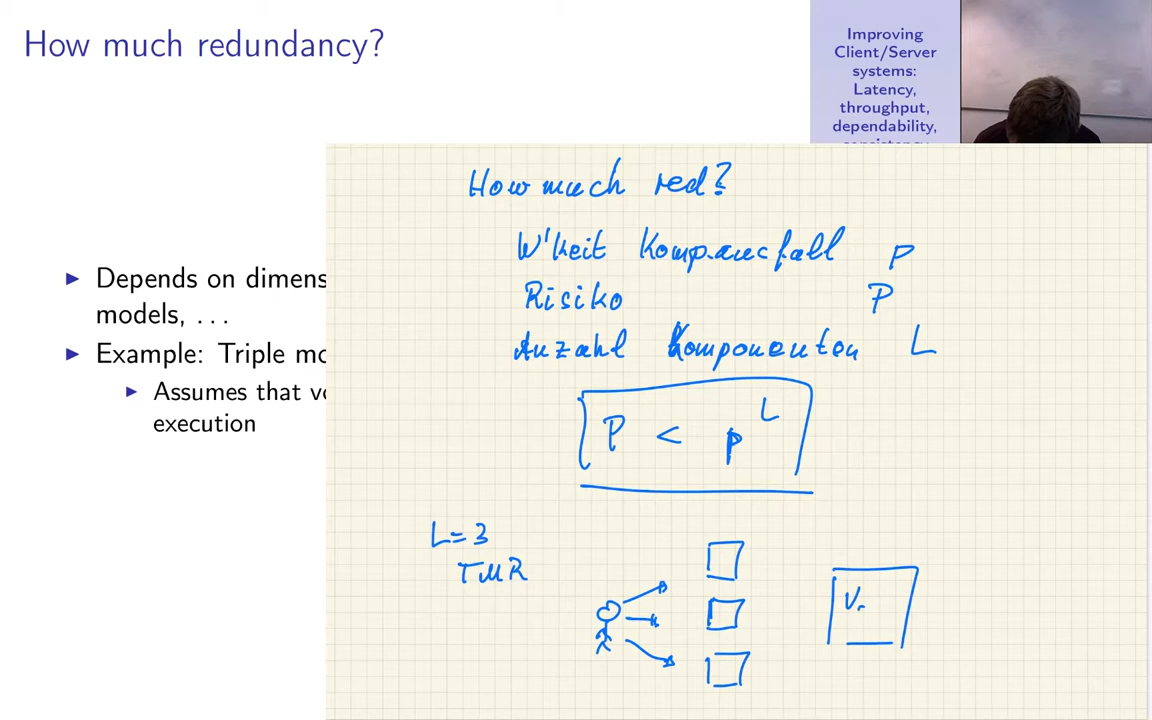 How much redundancy?
Improving
Client/Server
systems:
Latency,
throughput,
dependability,
consistency
Depends on dimens
models, ...
Example: Triple mo
Assumes that vo
execution
How much red?
W'keit Komp.ausfall p
Risiko P
Anzahl Komponenten L
P < p^L
L=3
TMR